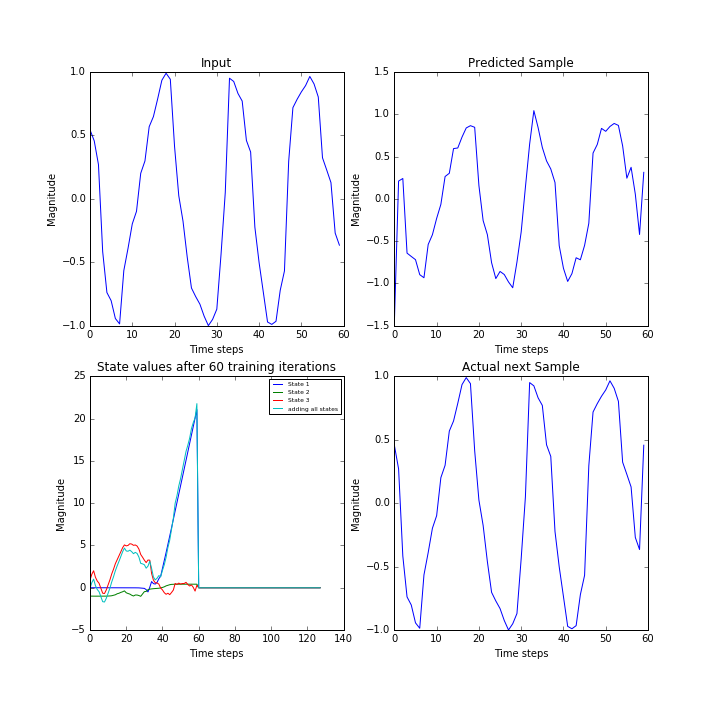 Input
Magnitude
1.0
0.5
0.0
−0.5
−1.0
0 10 20 30 40 50 60
Time steps
Predicted Sample
Magnitude
1.5
1.0
0.5
0.0
−0.5
−1.0
−1.5
0 10 20 30 40 50 60
Time steps
State values after 60 training iterations
Magnitude
25
20
15
10
5
0
−5
0 20 40 60 80 100 120 140
Time steps
State 1
State 2
State 3
adding all states
Actual next Sample
Magnitude
1.0
0.5
0.0
−0.5
−1.0
0 10 20 30 40 50 60
Time steps